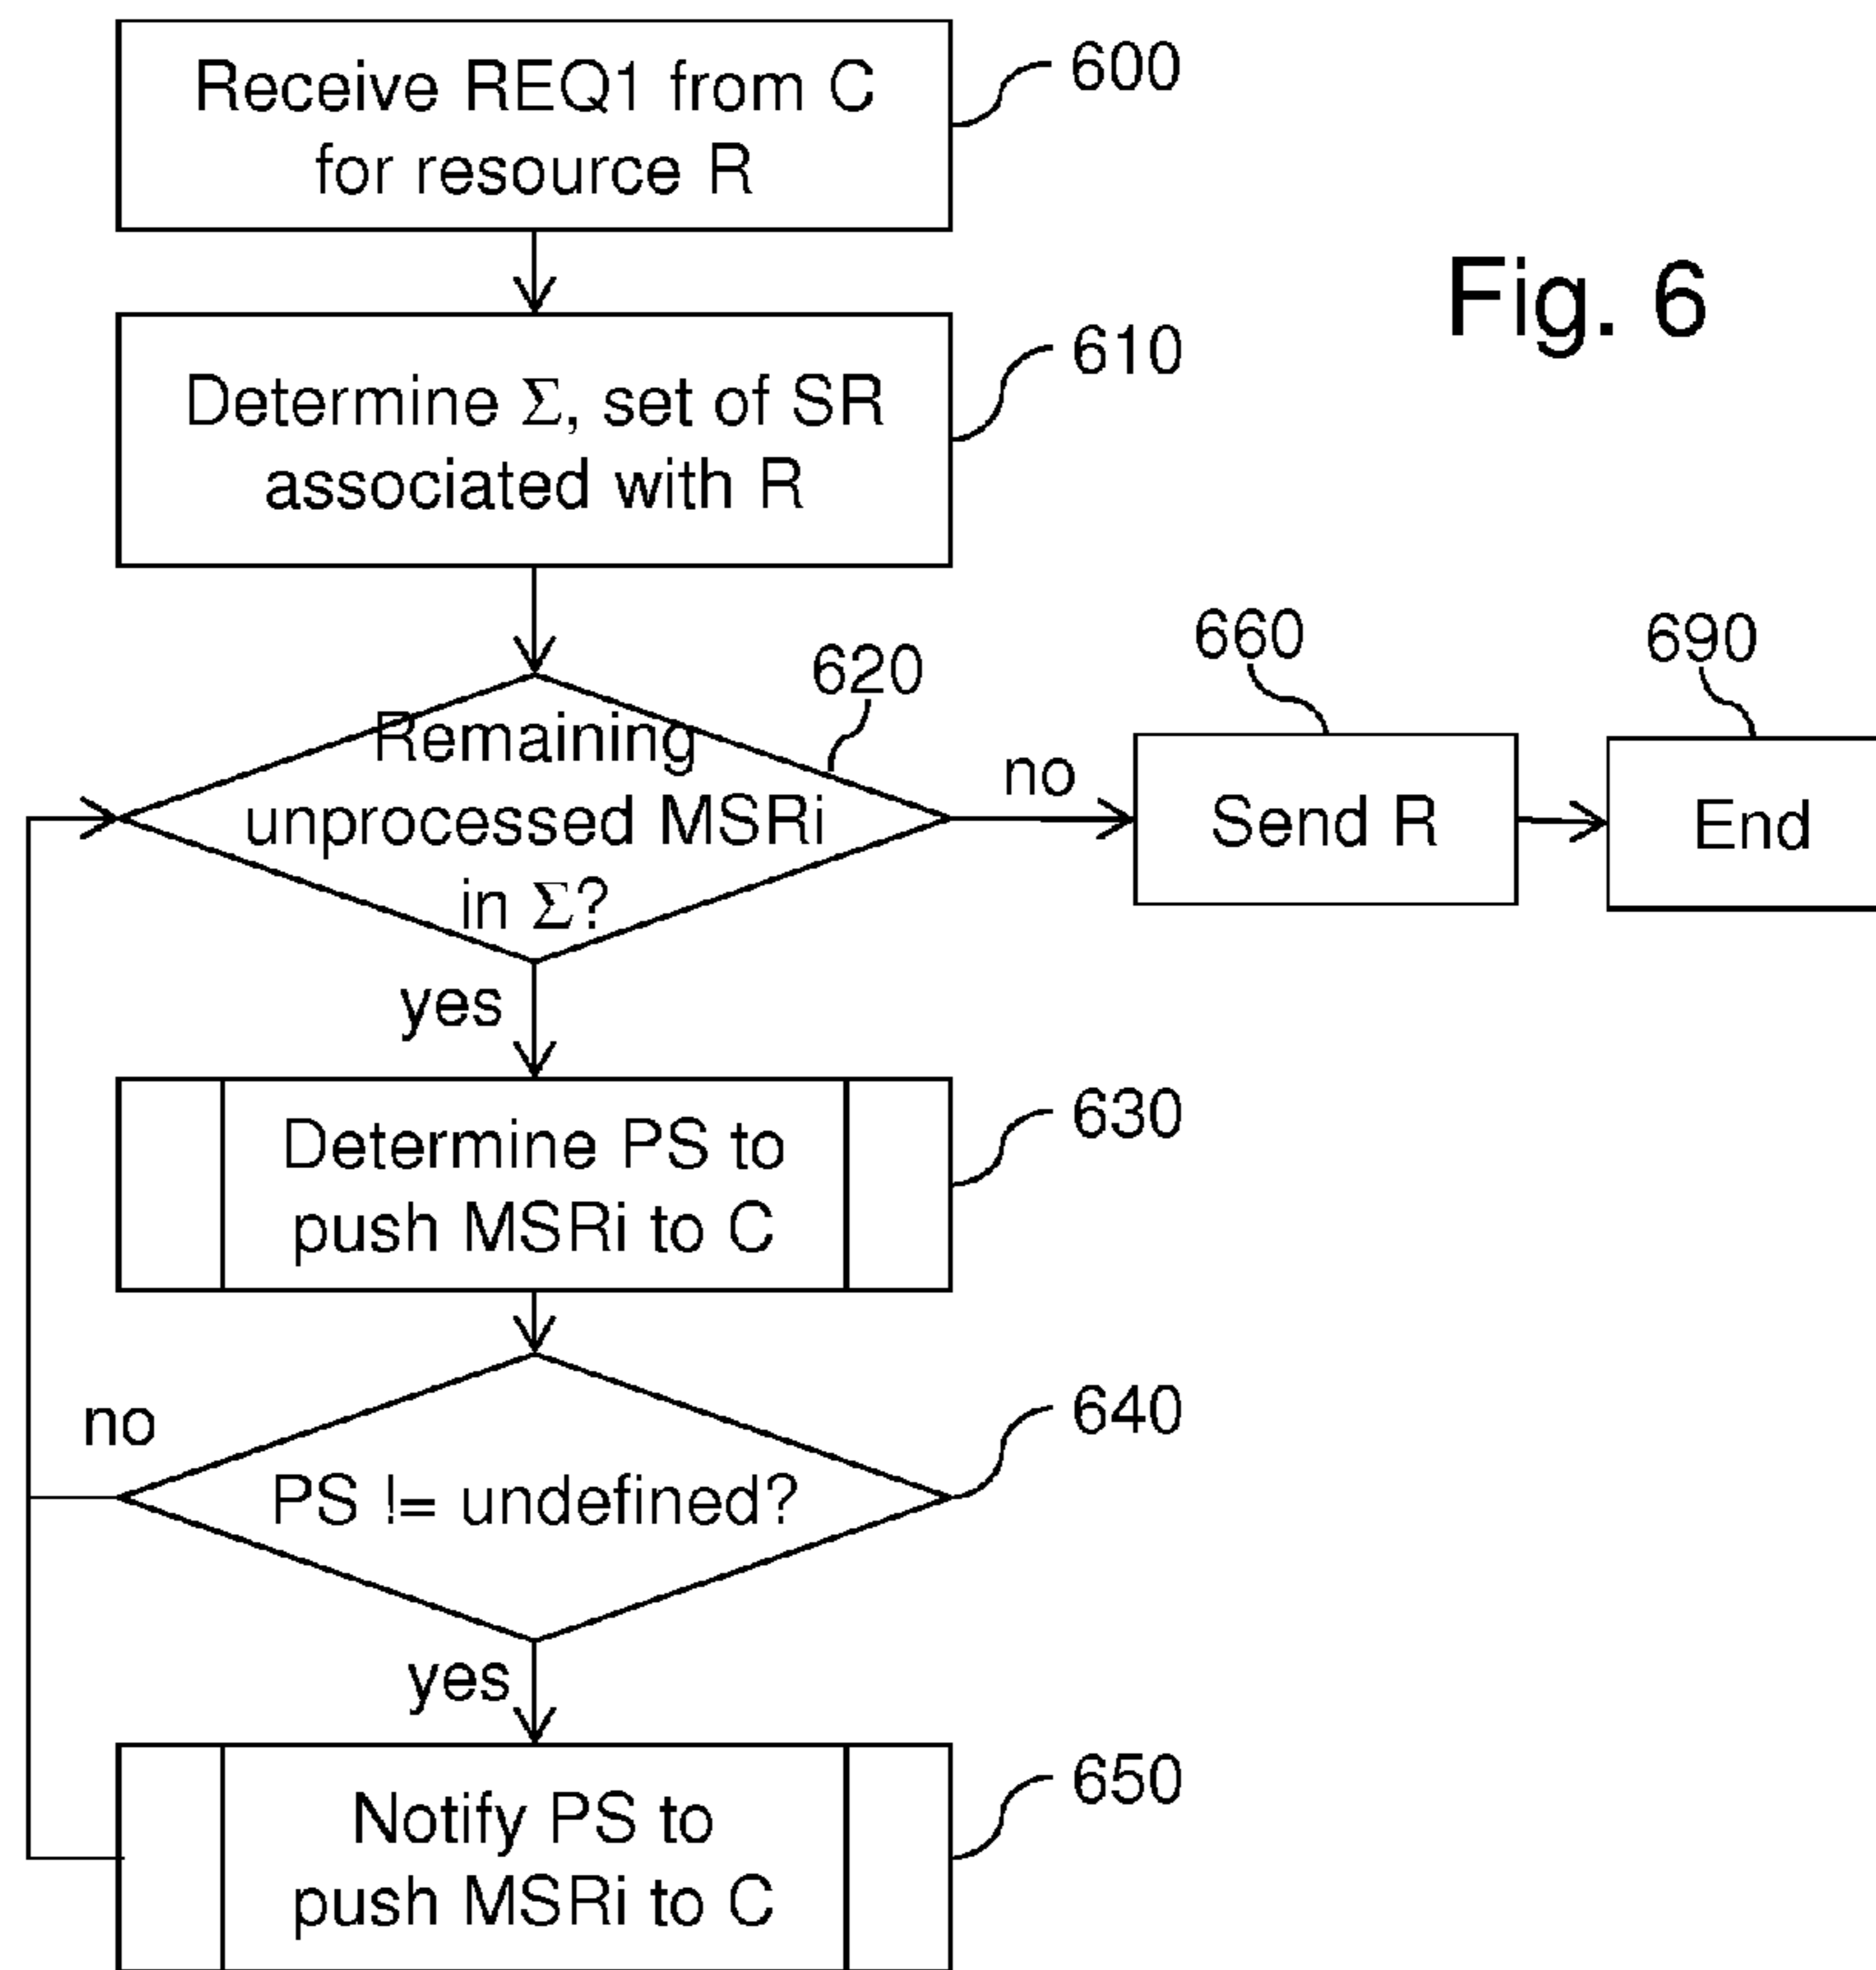 Receive REQ1 from C
for resource R
600
Fig. 6
Determine Σ, set of SR
associated with R
610
620
660
690
Remaining
unprocessed MSRi
in Σ?
no
Send R
End
yes
Determine PS to
push MSRi to C
630
no
PS != undefined?
640
yes
Notify PS to
push MSRi to C
650